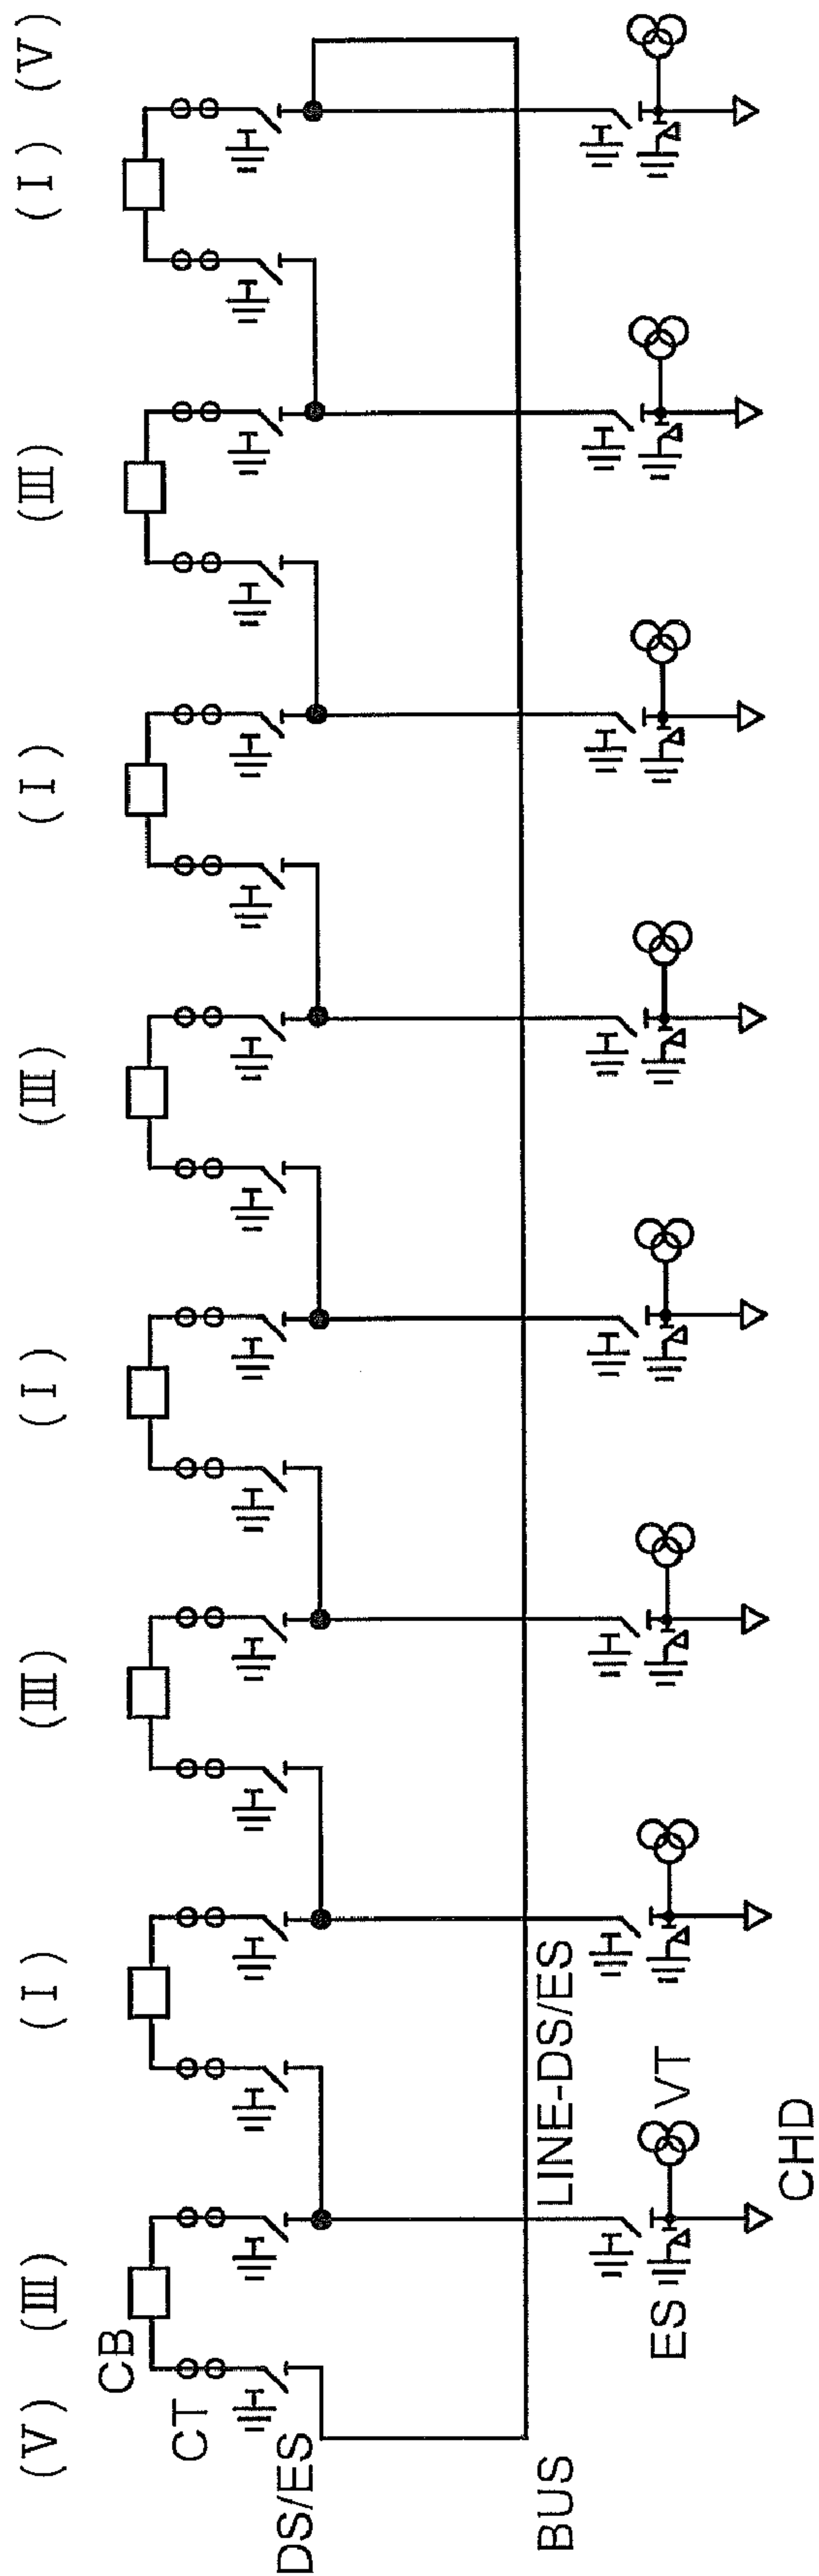 (V)
(III)
(I)
(III)
(I)
(III)
(I)
(III)
(I)
(V)
CB
CT
DS/ES
BUS
LINE-DS/ES
ES
VT
CHD